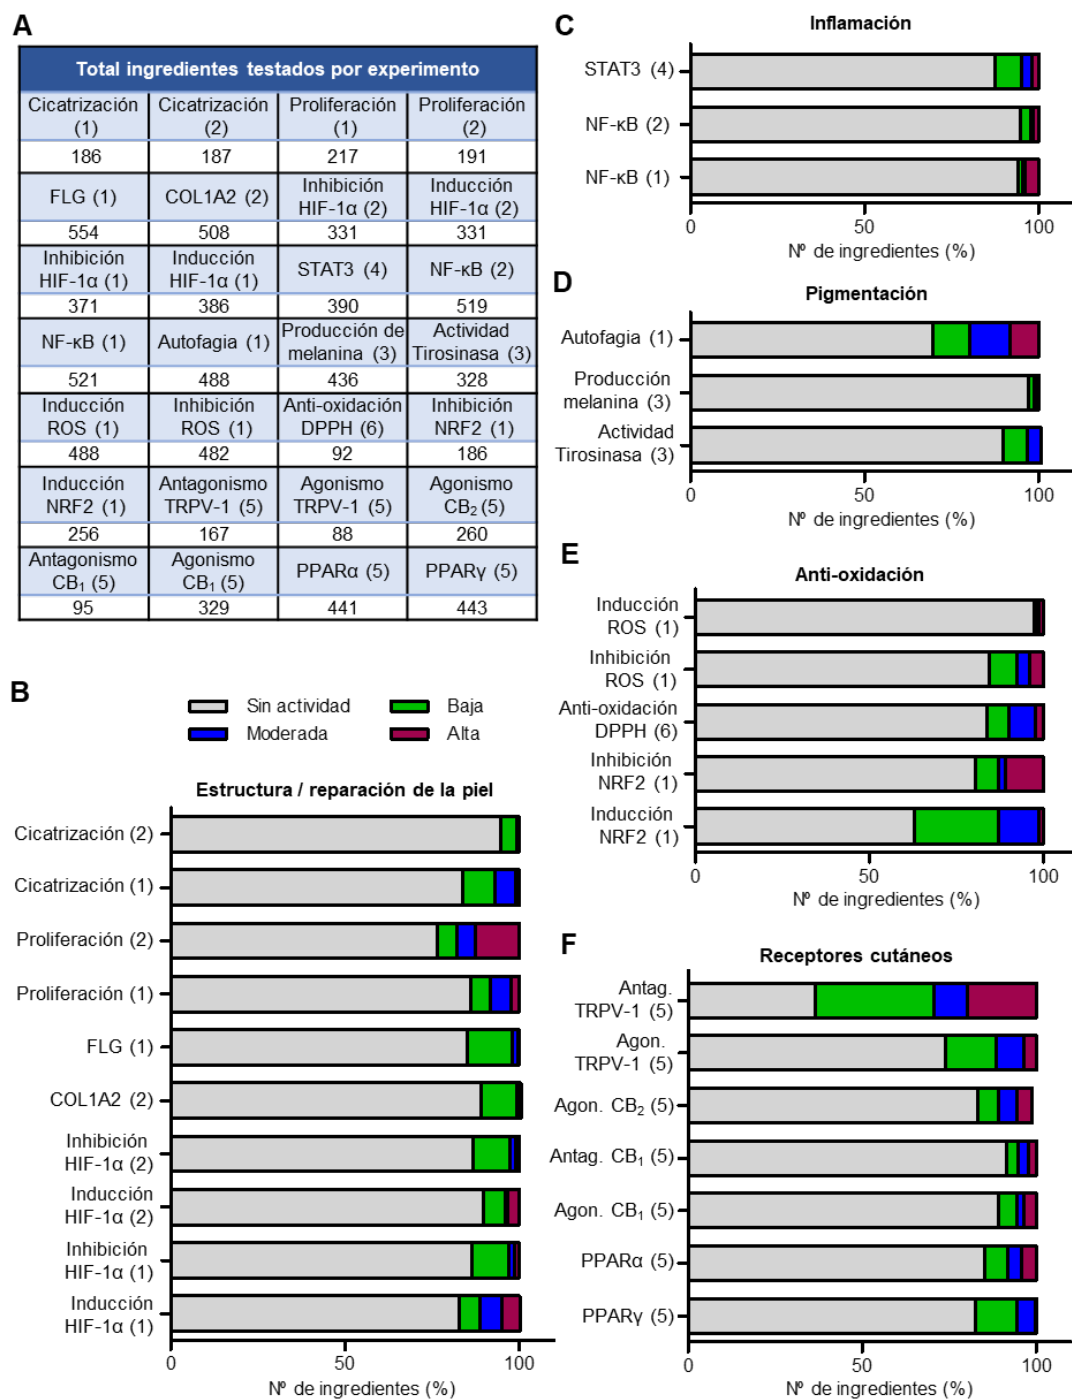 A
Total ingredientes testados por experimento
Cicatrización (1)
Cicatrización (2)
Proliferación (1)
Proliferación (2)
186 187 217 191
FLG (1)
COL1A2 (2)
Inhibición HIF-1α (2)
Inducción HIF-1α (2)
554 508 331 331
Inhibición HIF-1α (1)
Inducción HIF-1α (1)
STAT3 (4)
NF-κB (2)
371 386 390 519
NF-κB (1)
Autofagia (1)
Producción de melanina (3)
Actividad Tirosinasa (3)
521 488 436 328
Inducción ROS (1)
Inhibición ROS (1)
Anti-oxidación DPPH (6)
Inhibición NRF2 (1)
488 482 92 186
Inducción NRF2 (1)
Antagonismo TRPV-1 (5)
Agonismo TRPV-1 (5)
Agonismo CB₂ (5)
256 167 88 260
Antagonismo CB₁ (5)
Agonismo CB₁ (5)
PPARα (5)
PPARγ (5)
95 329 441 443
B
Sin actividad
Baja
Moderada
Alta
Estructura / reparación de la piel
Cicatrización (2)
Cicatrización (1)
Proliferación (2)
Proliferación (1)
FLG (1)
COL1A2 (2)
Inhibición
HIF-1α (2)
Inducción
HIF-1α (2)
Inhibición
HIF-1α (1)
Inducción
HIF-1α (1)
0 50 100
Nº de ingredientes (%)
C
Inflamación
STAT3 (4)
NF-κB (2)
NF-κB (1)
0 50 100
Nº de ingredientes (%)
D
Pigmentación
Autofagia (1)
Producción
melanina (3)
Actividad
Tirosinasa (3)
0 50 100
Nº de ingredientes (%)
E
Anti-oxidación
Inducción
ROS (1)
Inhibición
ROS (1)
Anti-oxidación
DPPH (6)
Inhibición
NRF2 (1)
Inducción
NRF2 (1)
0 50 100
Nº de ingredientes (%)
F
Receptores cutáneos
Antag.
TRPV-1 (5)
Agon.
TRPV-1 (5)
Agon. CB₂ (5)
Antag. CB₁ (5)
Agon. CB₁ (5)
PPARα (5)
PPARγ (5)
0 50 100
Nº de ingredientes (%)